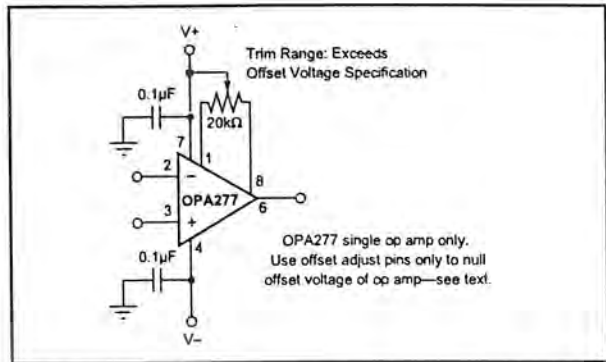 V+
Trim Range: Exceeds
Offset Voltage Specification
0.1µF
20kΩ
7
1
2
8
OPA277
6
3
4
OPA277 single op amp only.
Use offset adjust pins only to null
offset voltage of op amp—see text.
0.1µF
V–